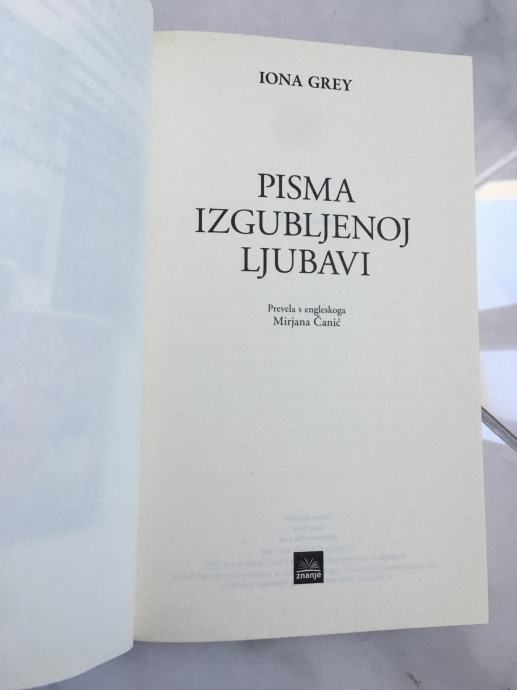 IONA GREY
PISMA
IZGUBLJENOJ
LJUBAVI
Prevela s engleskoga
Mirjana Čanić
znanje